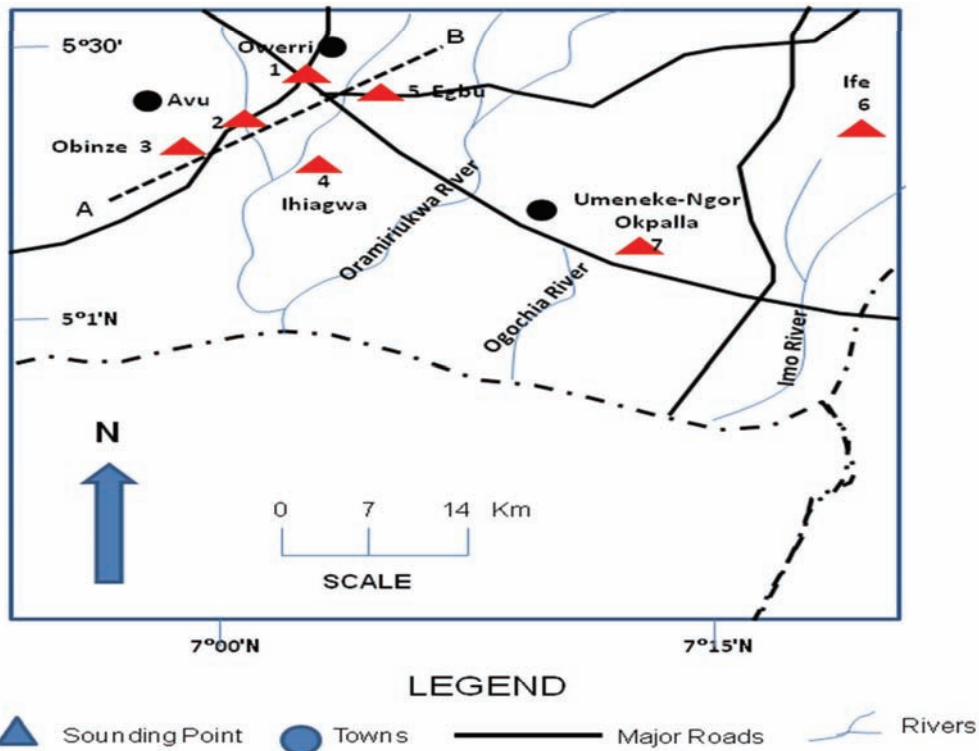 5°30'
Owerri
B
1
5 Egbu
Ife
6
Avu
2
Obinze 3
4
Ihiagwa
A
Umeneke-Ngor
Okpalla
7
Oramiriukwa River
Ogochia River
Imo River
5°1'N
N
0 7 14 Km
SCALE
7°00'N 7°15'N
LEGEND
Sounding Point Towns Major Roads Rivers